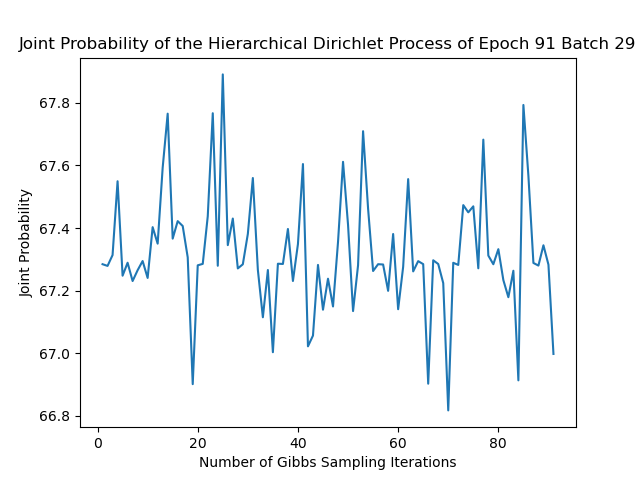 Joint Probability of the Hierarchical Dirichlet Process of Epoch 91 Batch 29
67.8
67.6
67.4
67.2
67.0
66.8
Joint Probability
0 20 40 60 80
Number of Gibbs Sampling Iterations